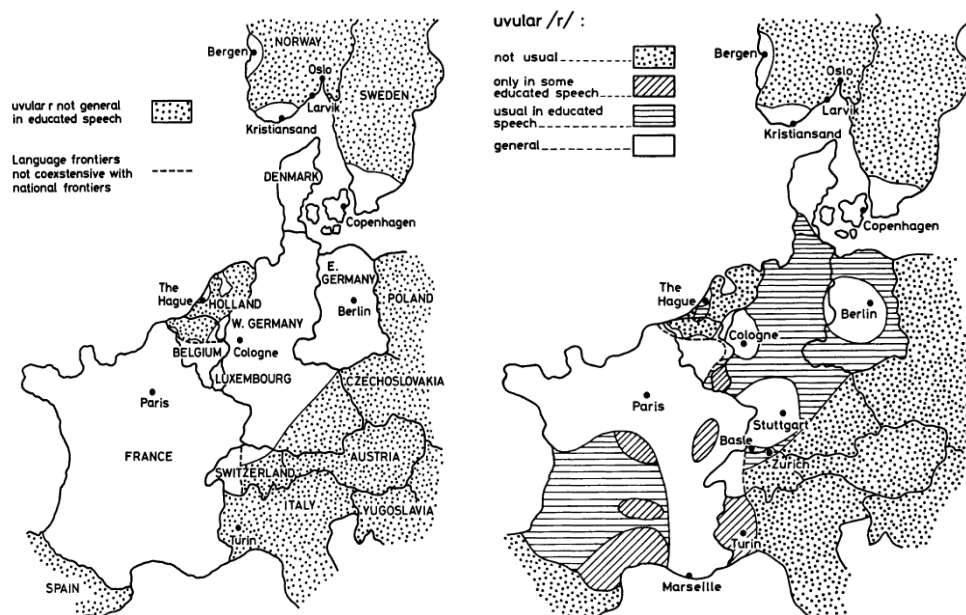 uvular r not general
in educated speech
Language frontiers
not coextensive with
national frontiers
NORWAY
Bergen
Oslo
SWEDEN
Larvik
Kristiansand
DENMARK
Copenhagen
The
Hague
HOLLAND
E.
GERMANY
POLAND
Berlin
W. GERMANY
BELGIUM
Cologne
LUXEMBOURG
CZECHOSLOVAKIA
Paris
FRANCE
SWITZERLAND
AUSTRIA
ITALY
YUGOSLAVIA
Turin
SPAIN
uvular /r/ :
not usual
only in some
educated speech
usual in educated
speech
general
Bergen
Oslo
Larvik
Kristiansand
Copenhagen
The
Hague
Berlin
Cologne
Paris
Stuttgart
Basle
Zürich
Turin
Marseille